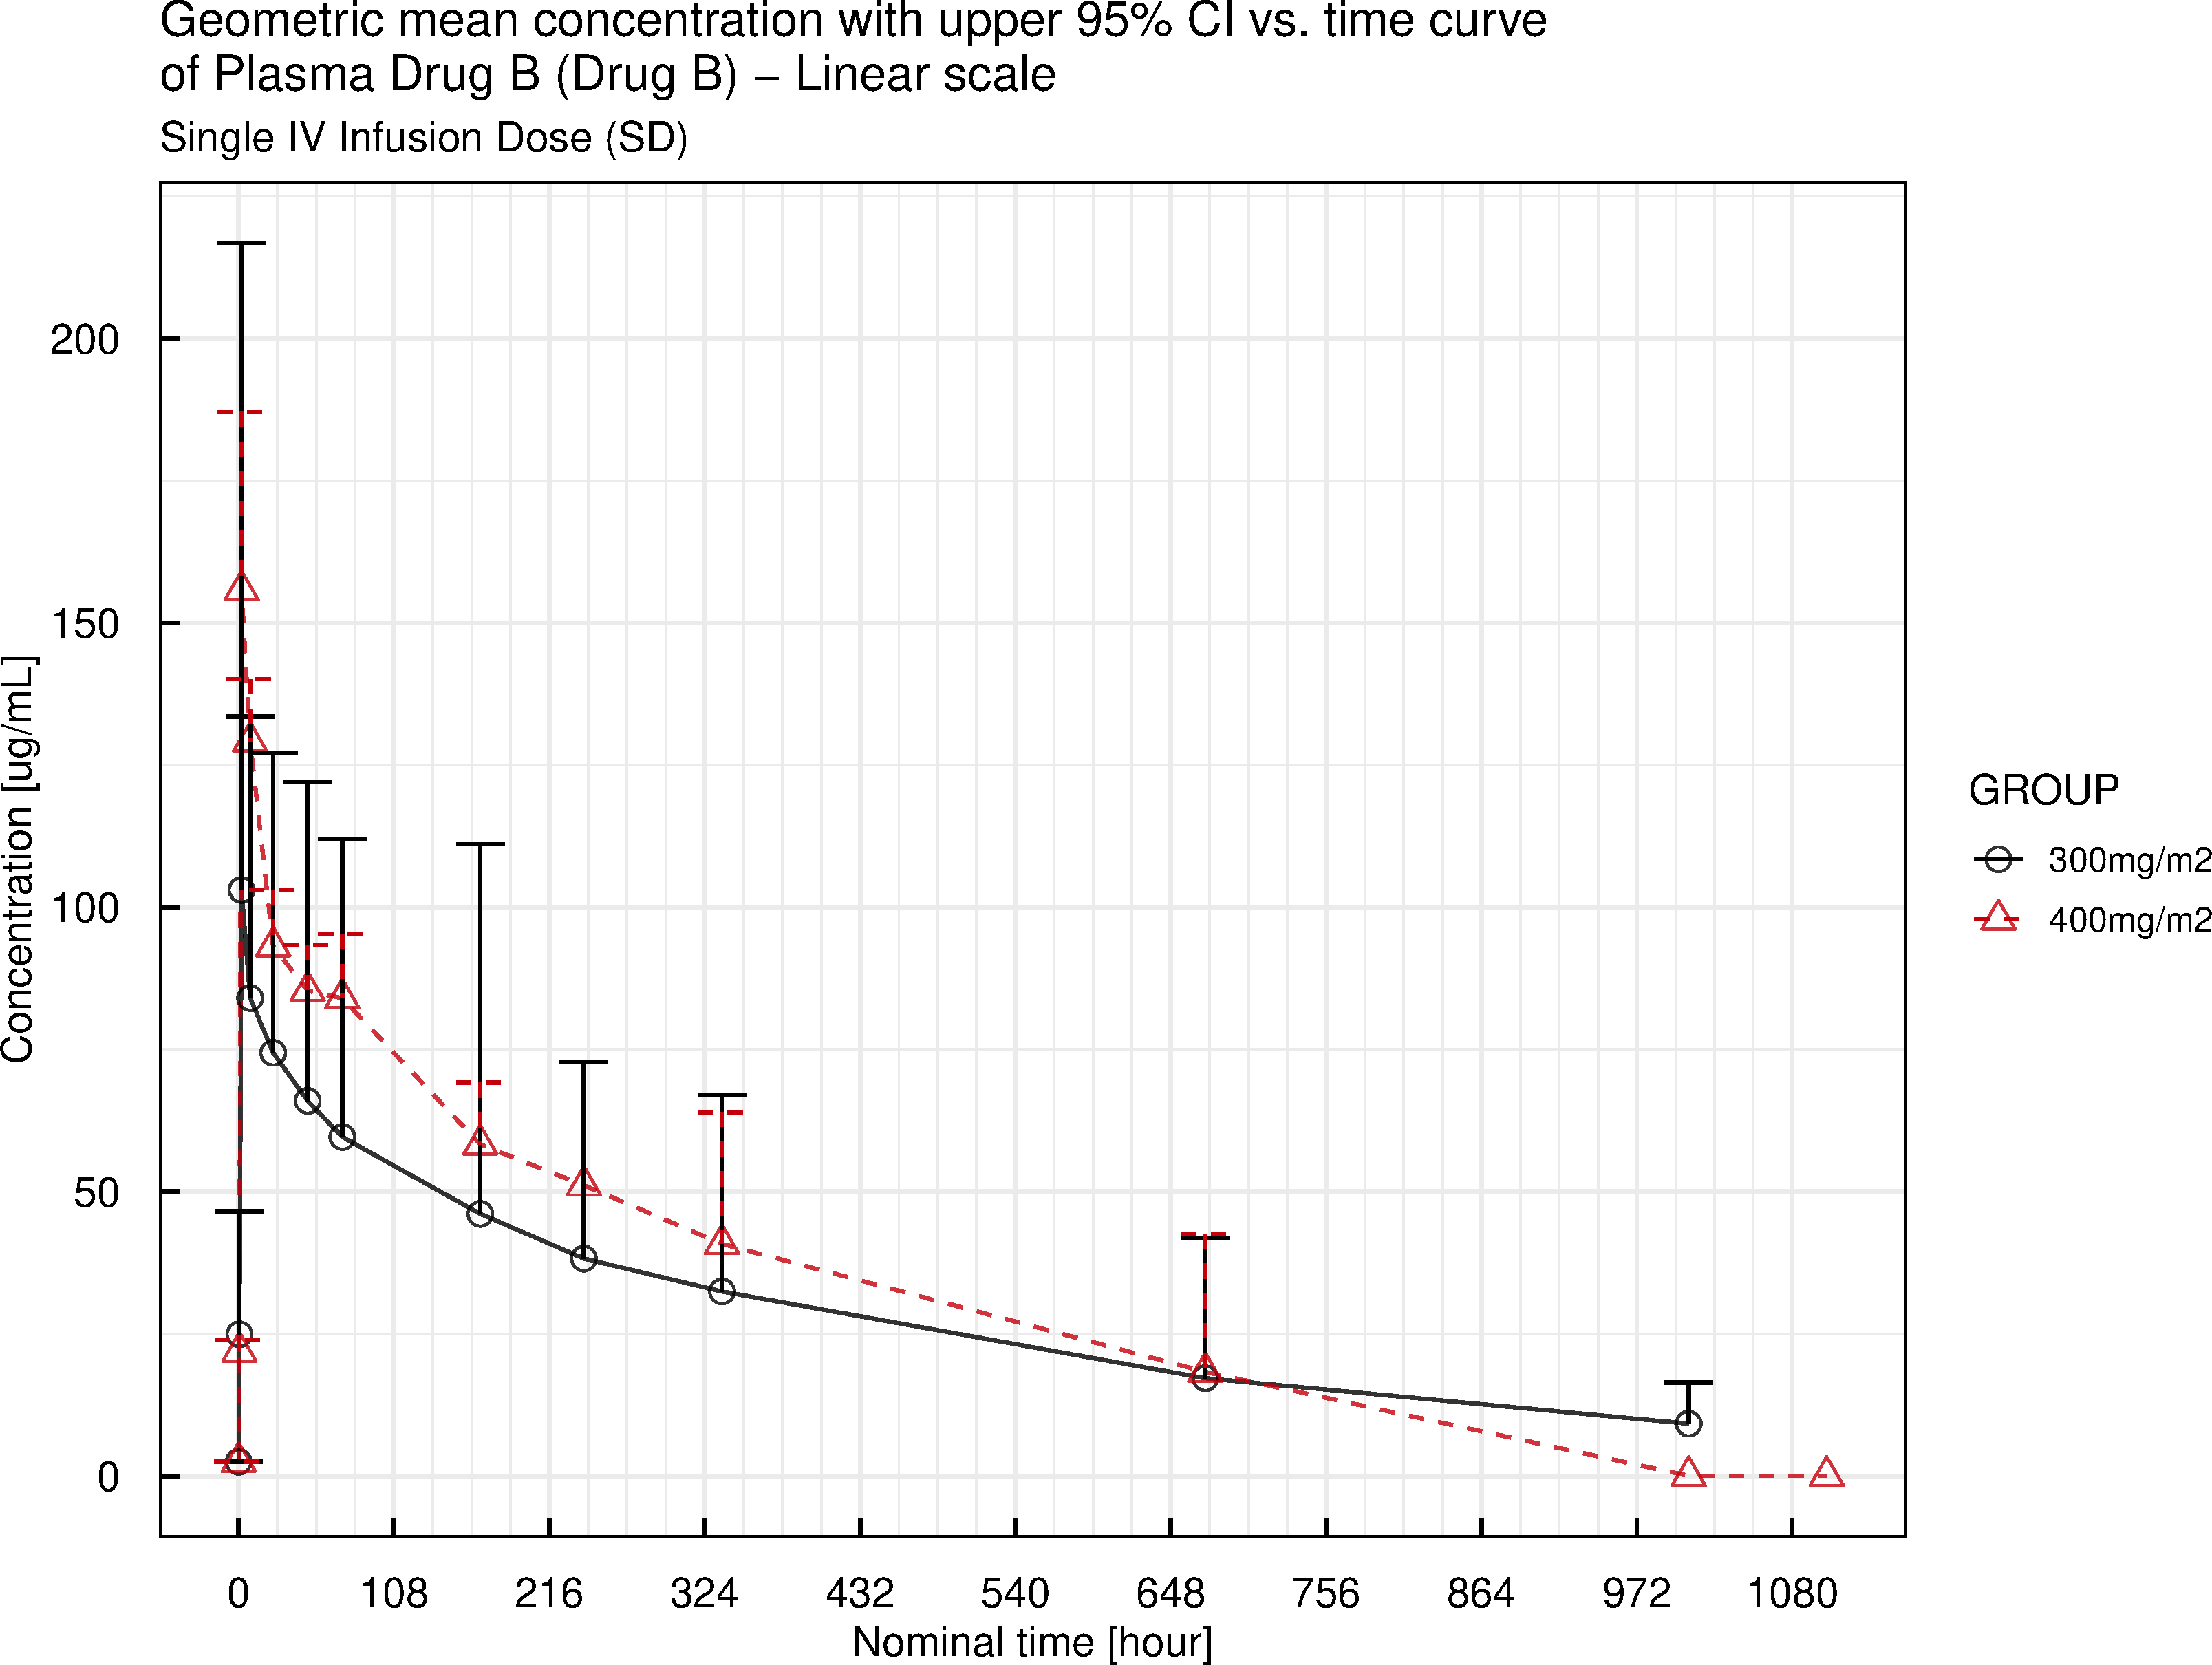 Geometric mean concentration with upper 95% CI vs. time curve
of Plasma Drug B (Drug B) − Linear scale
Single IV Infusion Dose (SD)
200
150
100
50
0
Concentration [ug/mL]
0 108 216 324 432 540 648 756 864 972 1080
Nominal time [hour]
GROUP
300mg/m2
400mg/m2